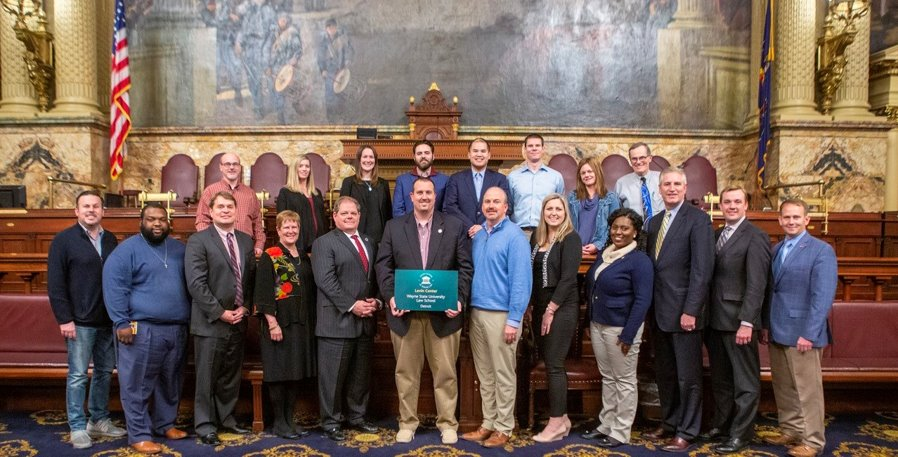 Levin Center
Wayne State University
Law School
Detroit